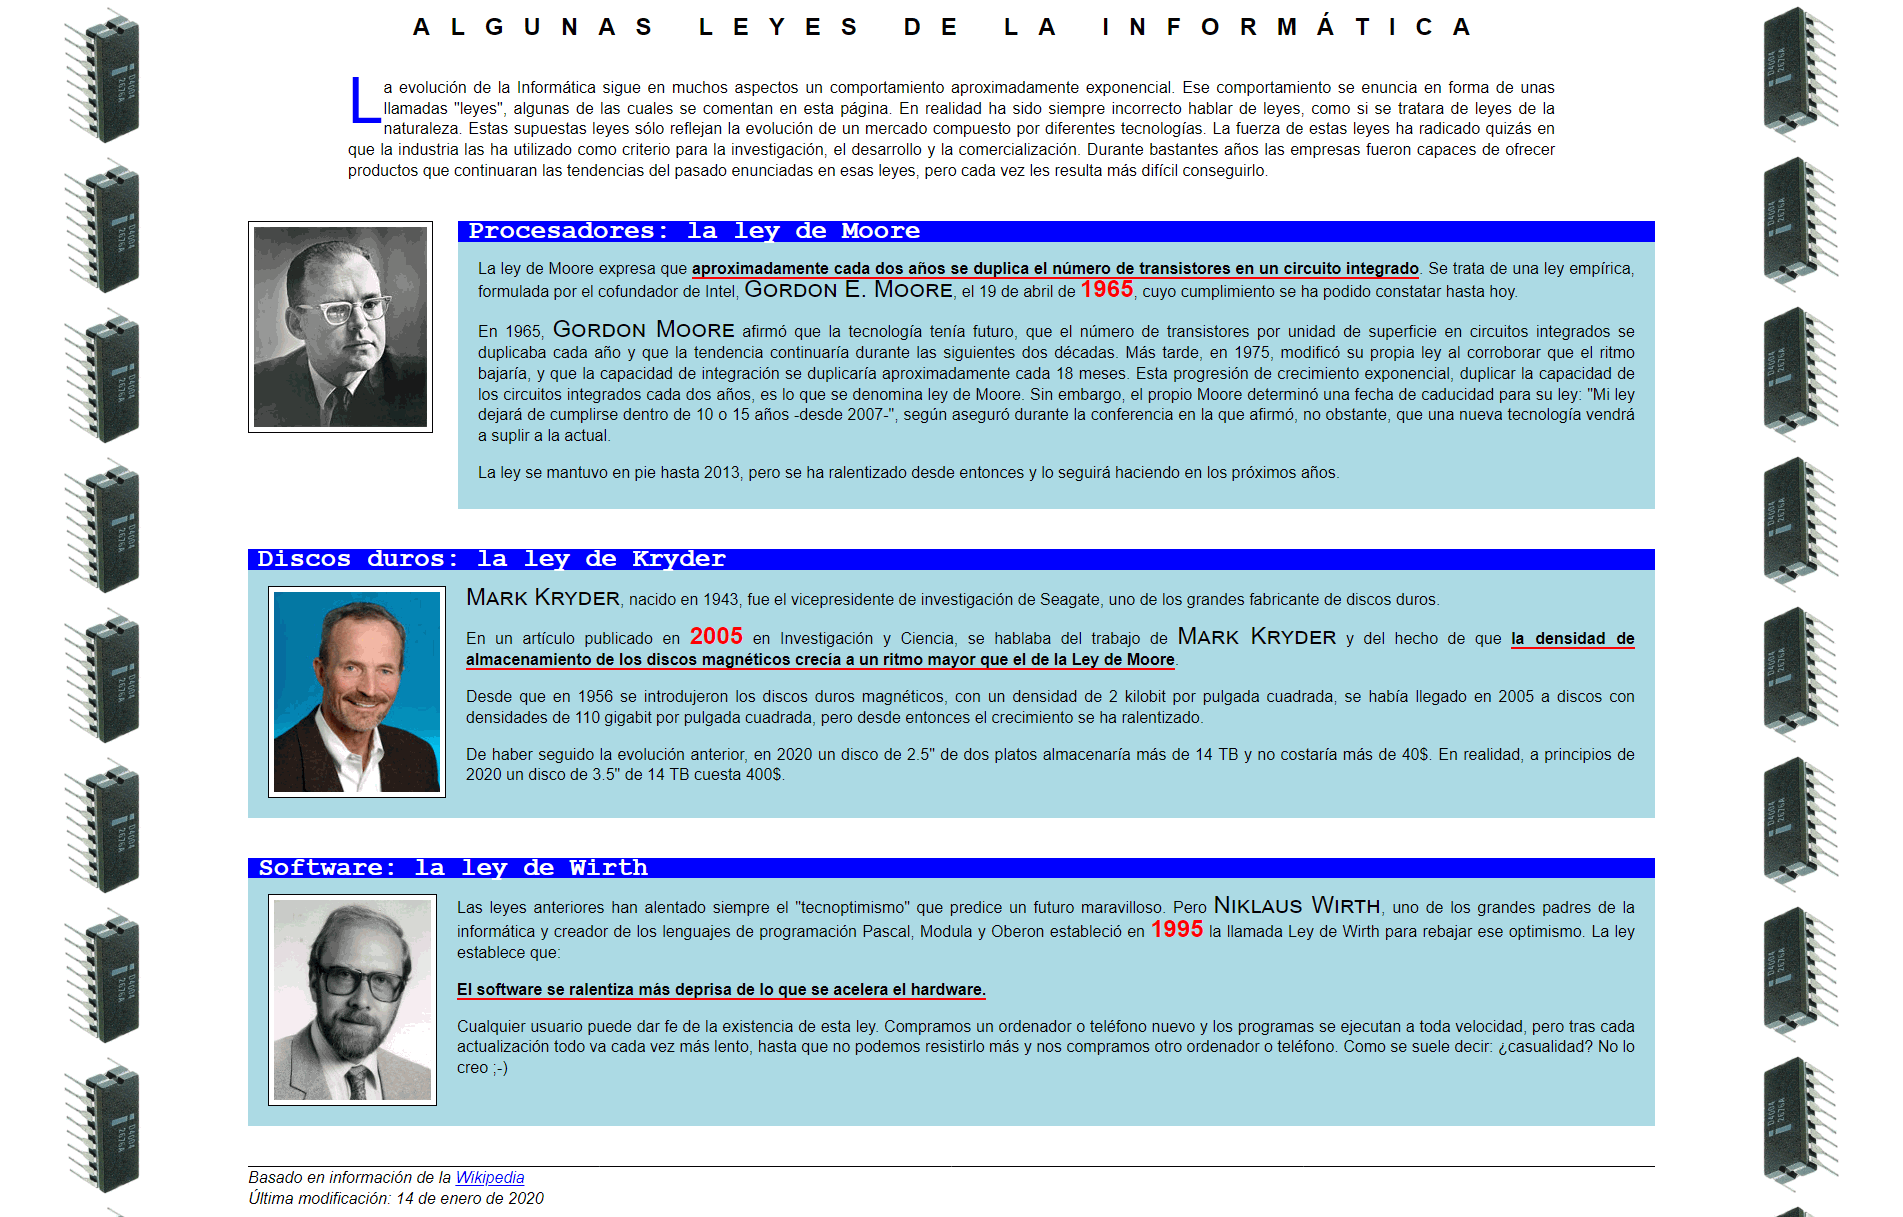 ALGUNAS LEYES DE LA INFORMÁTICA
La evolución de la Informática sigue en muchos aspectos un comportamiento aproximadamente exponencial. Ese comportamiento se enuncia en forma de unas
llamadas "leyes", algunas de las cuales se comentan en esta página. En realidad ha sido siempre incorrecto hablar de leyes, como si se tratara de leyes de la
naturaleza. Estas supuestas leyes sólo reflejan la evolución de un mercado compuesto por diferentes tecnologías. La fuerza de estas leyes ha radicado quizás en
que la industria las ha utilizado como criterio para la investigación, el desarrollo y la comercialización. Durante bastantes años las empresas fueron capaces de ofrecer
productos que continuaran las tendencias del pasado enunciadas en esas leyes, pero cada vez les resulta más difícil conseguirlo.
Procesadores: la ley de Moore
La ley de Moore expresa que aproximadamente cada dos años se duplica el número de transistores en un circuito integrado. Se trata de una ley empírica,
formulada por el cofundador de Intel, Gordon E. Moore, el 19 de abril de 1965, cuyo cumplimiento se ha podido constatar hasta hoy.
En 1965, Gordon Moore afirmó que la tecnología tenía futuro, que el número de transistores por unidad de superficie en circuitos integrados se
duplicaba cada año y que la tendencia continuaría durante las siguientes dos décadas. Más tarde, en 1975, modificó su propia ley al corroborar que el ritmo
bajaría, y que la capacidad de integración se duplicaría aproximadamente cada 18 meses. Esta progresión de crecimiento exponencial, duplicar la capacidad de
los circuitos integrados cada dos años, es lo que se denomina ley de Moore. Sin embargo, el propio Moore determinó una fecha de caducidad para su ley: "Mi ley
dejará de cumplirse dentro de 10 o 15 años -desde 2007-", según aseguró durante la conferencia en la que afirmó, no obstante, que una nueva tecnología vendrá
a suplir a la actual.
La ley se mantuvo en pie hasta 2013, pero se ha ralentizado desde entonces y lo seguirá haciendo en los próximos años.
Discos duros: la ley de Kryder
Mark Kryder, nacido en 1943, fue el vicepresidente de investigación de Seagate, uno de los grandes fabricante de discos duros.
En un artículo publicado en 2005 en Investigación y Ciencia, se hablaba del trabajo de Mark Kryder y del hecho de que la densidad de
almacenamiento de los discos magnéticos crecía a un ritmo mayor que el de la Ley de Moore.
Desde que en 1956 se introdujeron los discos duros magnéticos, con un densidad de 2 kilobit por pulgada cuadrada, se había llegado en 2005 a discos con
densidades de 110 gigabit por pulgada cuadrada, pero desde entonces el crecimiento se ha ralentizado.
De haber seguido la evolución anterior, en 2020 un disco de 2.5" de dos platos almacenaría más de 14 TB y no costaría más de 40$. En realidad, a principios de
2020 un disco de 3.5" de 14 TB cuesta 400$.
Software: la ley de Wirth
Las leyes anteriores han alentado siempre el "tecnoptimismo" que predice un futuro maravilloso. Pero Niklaus Wirth, uno de los grandes padres de la
informática y creador de los lenguajes de programación Pascal, Modula y Oberon estableció en 1995 la llamada Ley de Wirth para rebajar ese optimismo. La ley
establece que:
El software se ralentiza más deprisa de lo que se acelera el hardware.
Cualquier usuario puede dar fe de la existencia de esta ley. Compramos un ordenador o teléfono nuevo y los programas se ejecutan a toda velocidad, pero tras cada
actualización todo va cada vez más lento, hasta que no podemos resistirlo más y nos compramos otro ordenador o teléfono. Como se suele decir: ¿casualidad? No lo
creo ;-)
Basado en información de la Wikipedia
Última modificación: 14 de enero de 2020